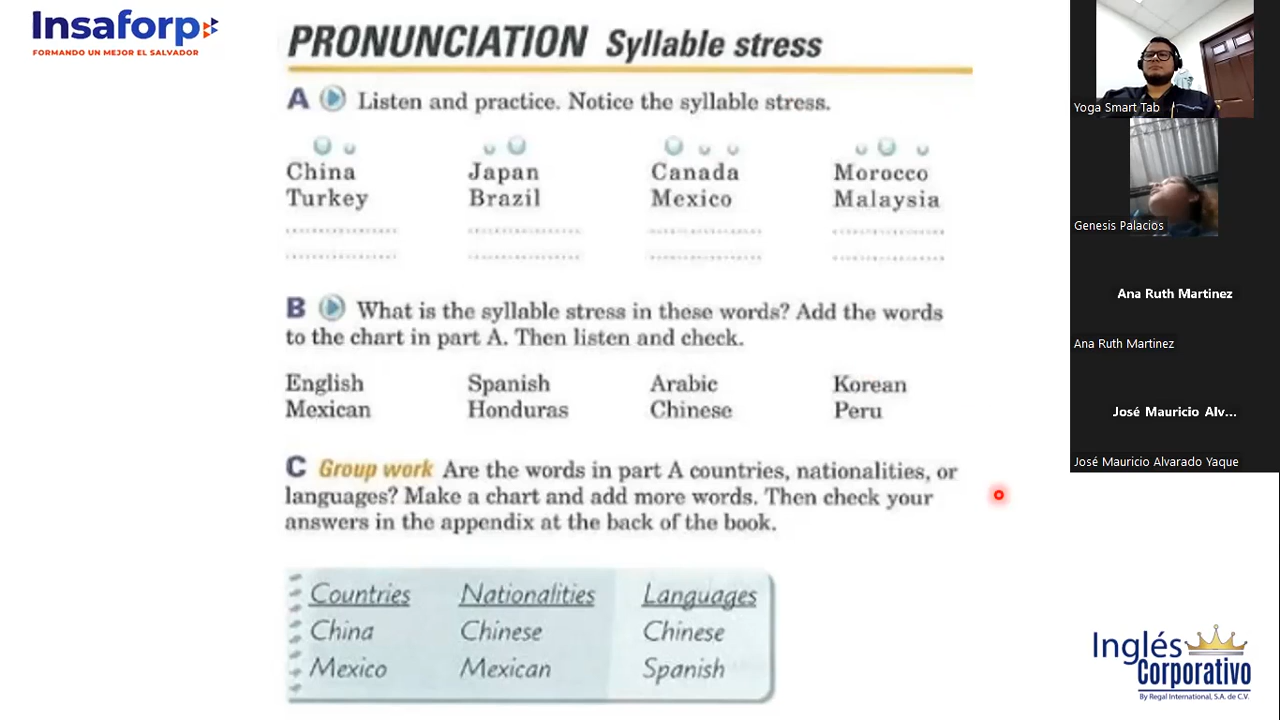 Insaforp
FORMANDO UN MEJOR EL SALVADOR
PRONUNCIATION Syllable stress
A Listen and practice. Notice the syllable stress.
China Japan Canada Morocco
Turkey Brazil Mexico Malaysia
B What is the syllable stress in these words? Add the words
to the chart in part A. Then listen and check.
English Spanish Arabic Korean
Mexican Honduras Chinese Peru
C Group work Are the words in part A countries, nationalities, or
languages? Make a chart and add more words. Then check your
answers in the appendix at the back of the book.
Countries Nationalities Languages
China Chinese Chinese
Mexico Mexican Spanish
Yoga Smart Tab
Genesis Palacios
Ana Ruth Martinez
Ana Ruth Martinez
José Mauricio Alv...
José Mauricio Alvarado Yaque
Inglés
Corporativo
By Regal International, S.A. de C.V.